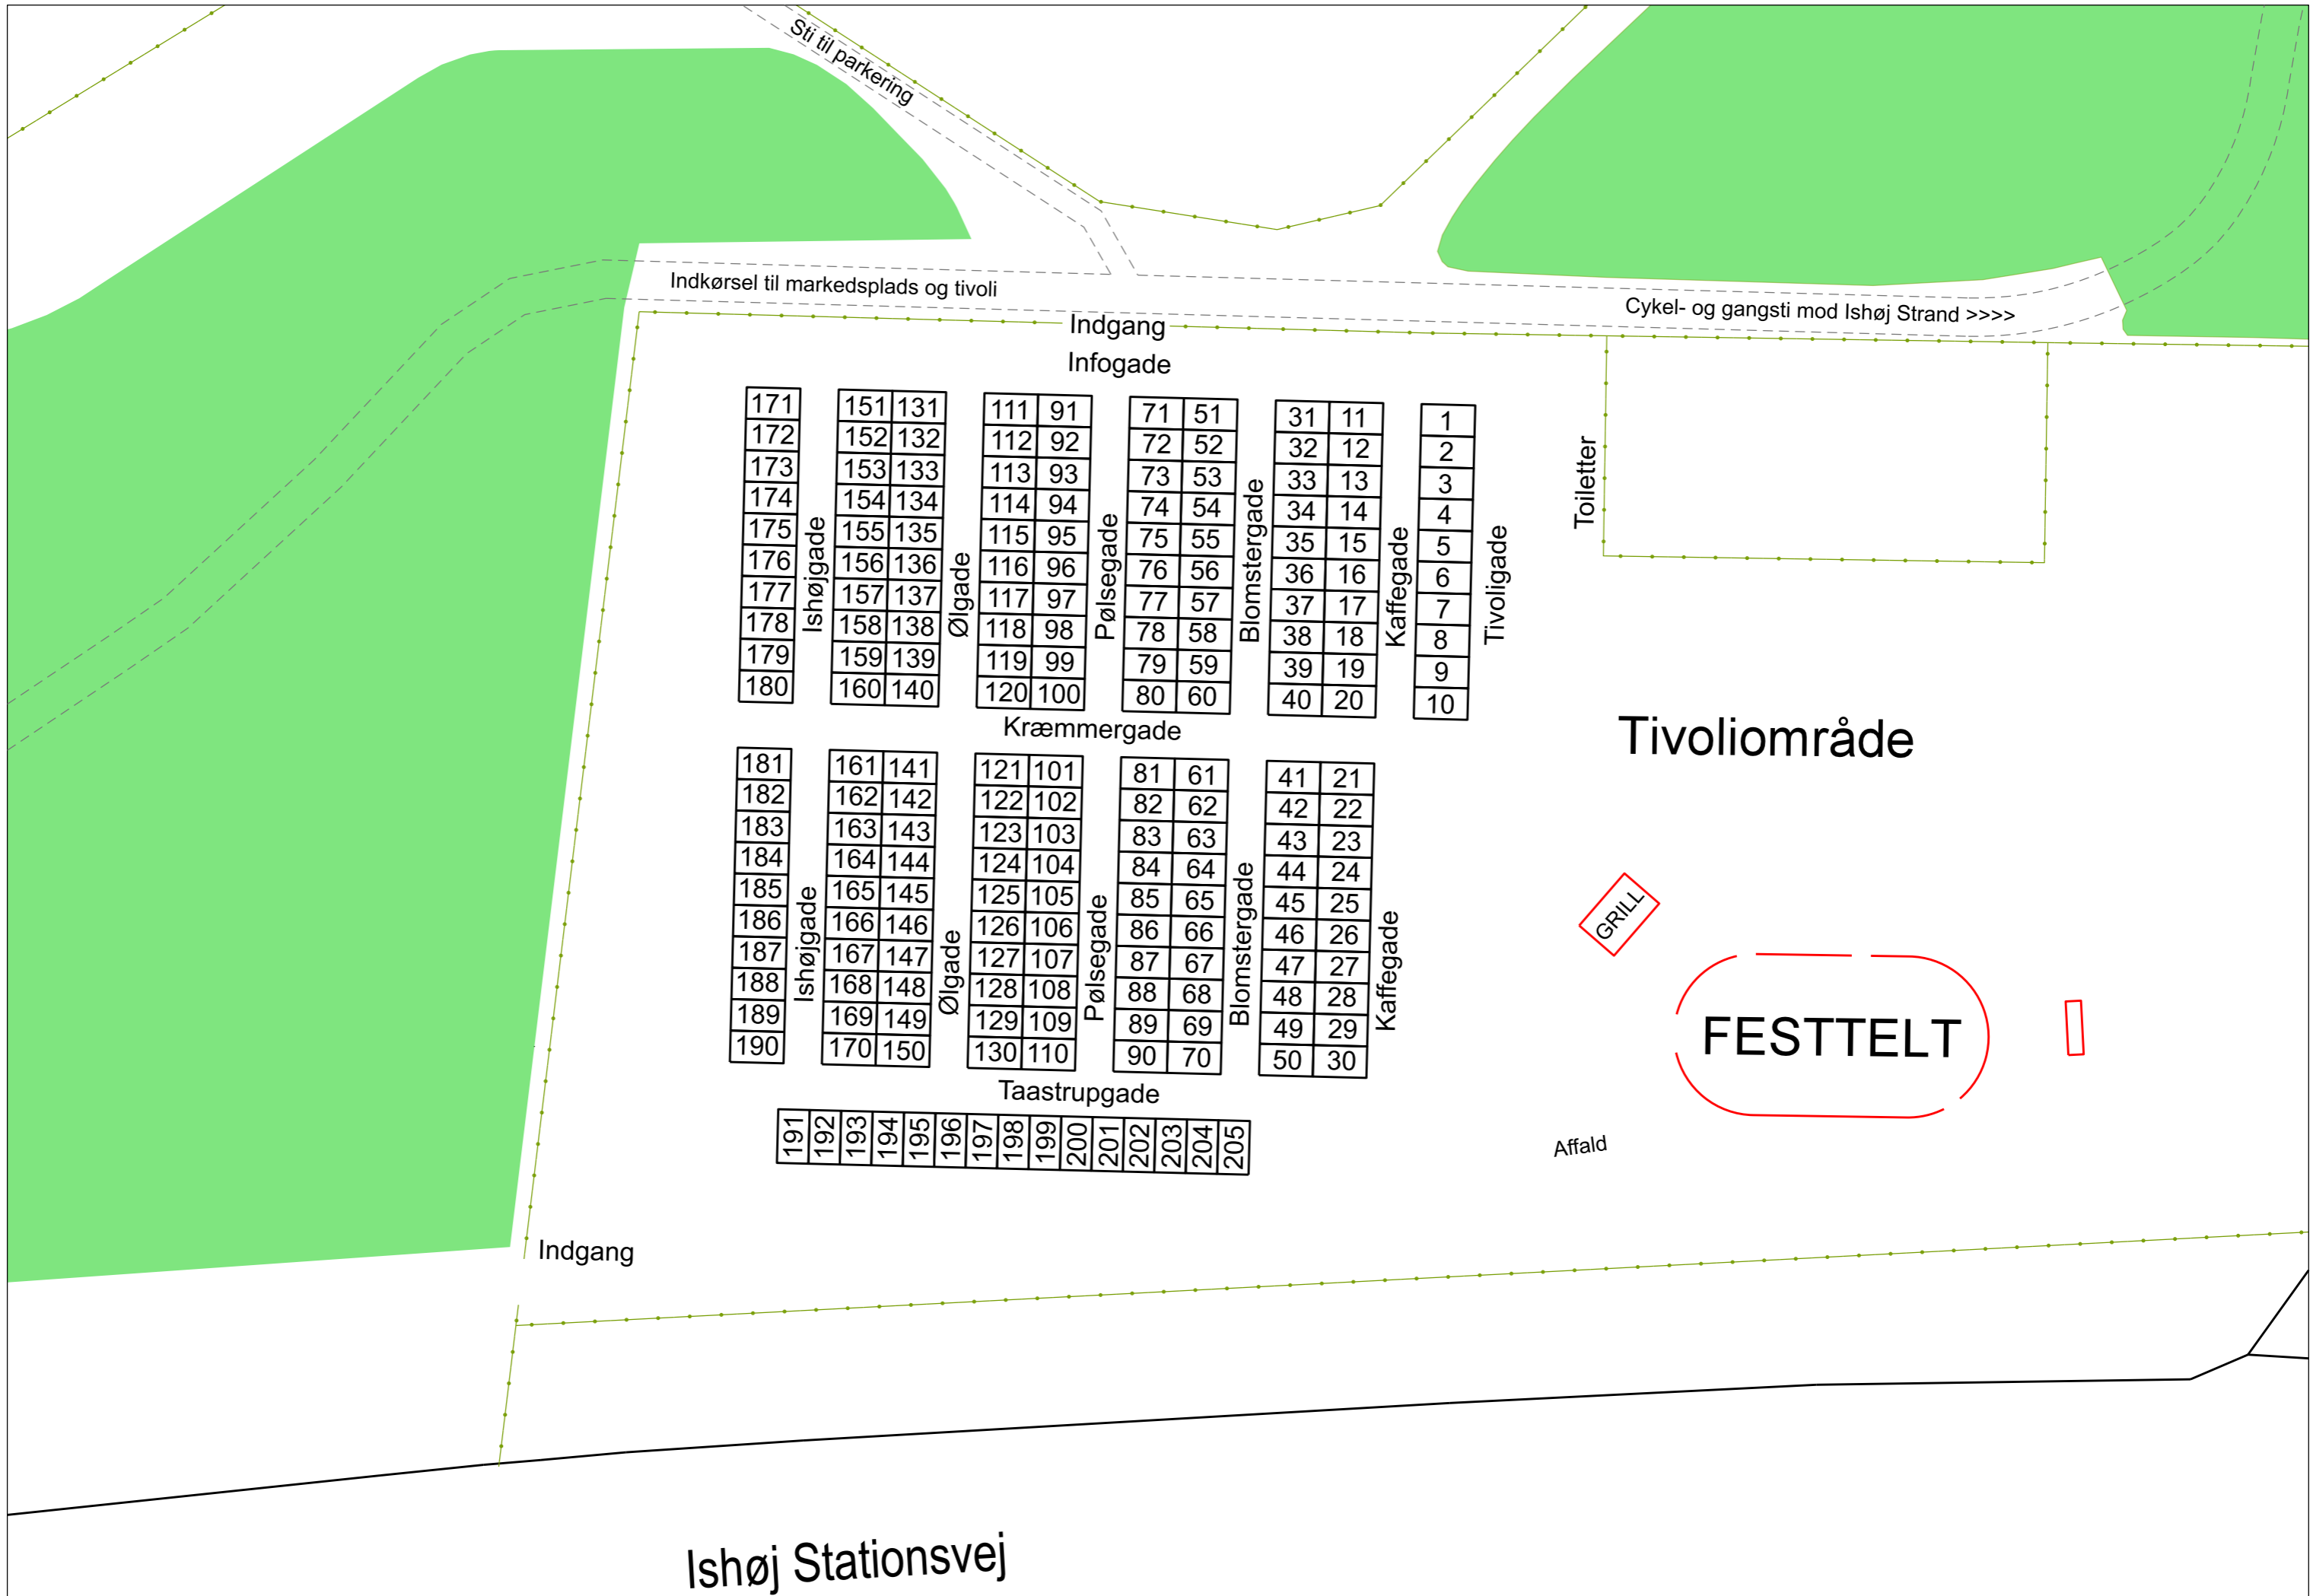 Sti til parkering
Indkørsel til markedsplads og tivoli
Cykel- og gangsti mod Ishøj Strand >>>>
Indgang
Infogade
171 151 131 111 91 71 51 31 11 1
172 152 132 112 92 72 52 32 12 2
173 153 133 113 93 73 53 33 13 3
174 154 134 114 94 74 54 34 14 4
175 155 135 115 95 75 55 35 15 5
176 156 136 116 96 76 56 36 16 6
177 157 137 117 97 77 57 37 17 7
178 158 138 118 98 78 58 38 18 8
179 159 139 119 99 79 59 39 19 9
180 160 140 120 100 80 60 40 20 10
Ishøjgade
Ølgade
Pølsegade
Blomstergade
Kaffegade
Tivoligade
Toiletter
Kræmmergade
Tivoliområde
181 161 141 121 101 81 61 41 21
182 162 142 122 102 82 62 42 22
183 163 143 123 103 83 63 43 23
184 164 144 124 104 84 64 44 24
185 165 145 125 105 85 65 45 25
186 166 146 126 106 86 66 46 26
187 167 147 127 107 87 67 47 27
188 168 148 128 108 88 68 48 28
189 169 149 129 109 89 69 49 29
190 170 150 130 110 90 70 50 30
Ishøjgade
Ølgade
Pølsegade
Blomstergade
Kaffegade
GRILL
FESTTELT
Taastrupgade
191 192 193 194 195 196 197 198 199 200 201 202 203 204 205
Affald
Indgang
Ishøj Stationsvej